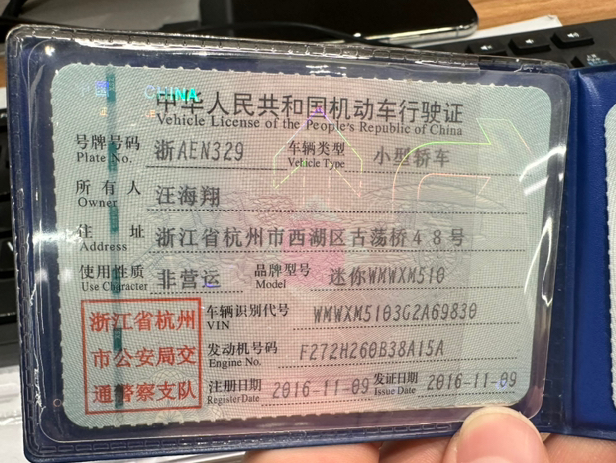 中国 CHINA
中华人民共和国机动车行驶证
Vehicle License of the People's Republic of China
号牌号码 浙AEN329 车辆类型 小型轿车
Plate No. Vehicle Type
所有人 汪海翔
Owner
住址 浙江省杭州市西湖区古荡桥48号
Address
使用性质 非营运 品牌型号 迷你WMWXM510
Use Character Model
浙江省杭州 车辆识别代号 WMWXM5103G2A69830
VIN
市公安局交 发动机号码 F272H260B38A15A
Engine No.
通警察支队 注册日期 2016-11-09 发证日期 2016-11-09
Register Date Issue Date